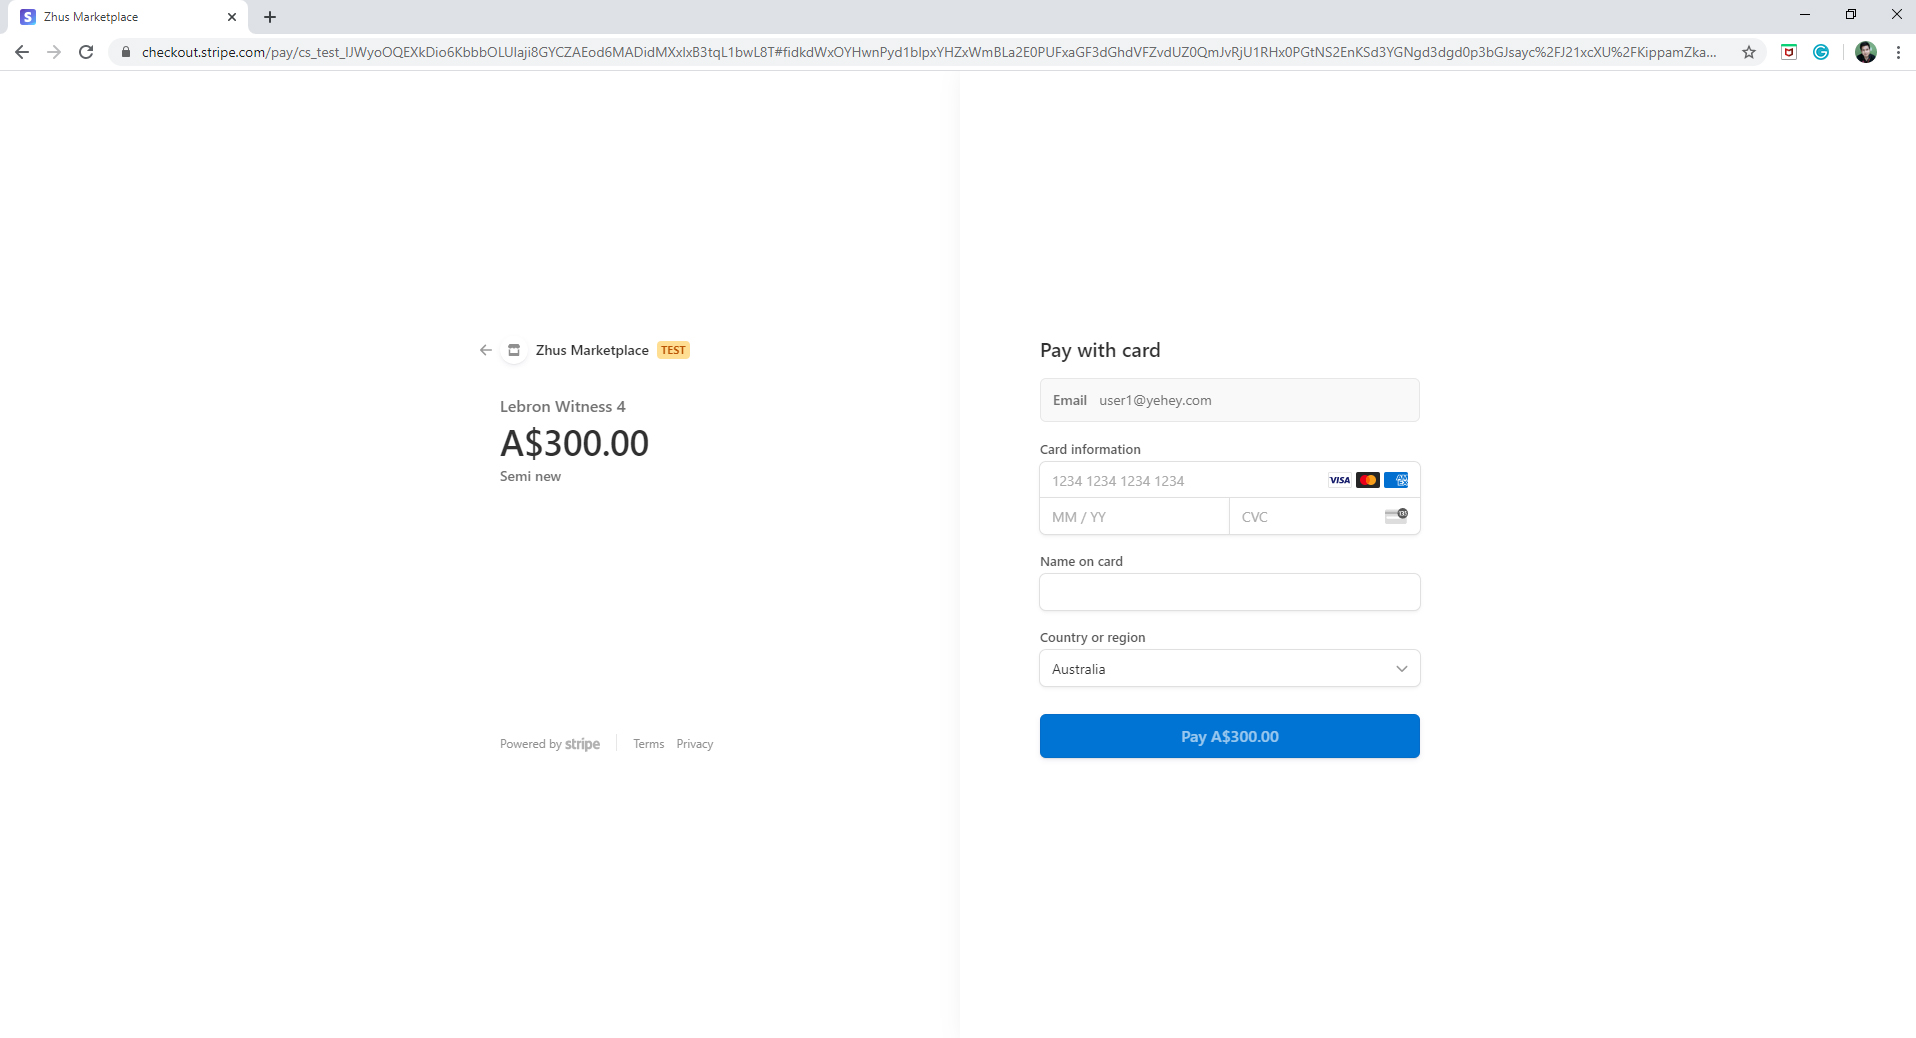 Zhus Marketplace
checkout.stripe.com/pay/cs_test_IJWyoOQEXkDio6KbbbOLUIaji8GYCZAEod6MADidMXxIxB3tqL1bwL8T#fidkdWxOYHwnPyd1blpxYHZxWmBLa2E0PUFxaGF3dGhdVFZvdUZ0QmJvRjU1RHx0PGtNS2EnKSd3YGNgd3dgd0p3bGJsayc%2FJ21xcXU%2FKippamZka...
Zhus Marketplace TEST
Lebron Witness 4
A$300.00
Semi new
Powered by stripe
Terms Privacy
Pay with card
Email user1@yehey.com
Card information
1234 1234 1234 1234 VISA
MM / YY CVC
Name on card
Country or region
Australia
Pay A$300.00